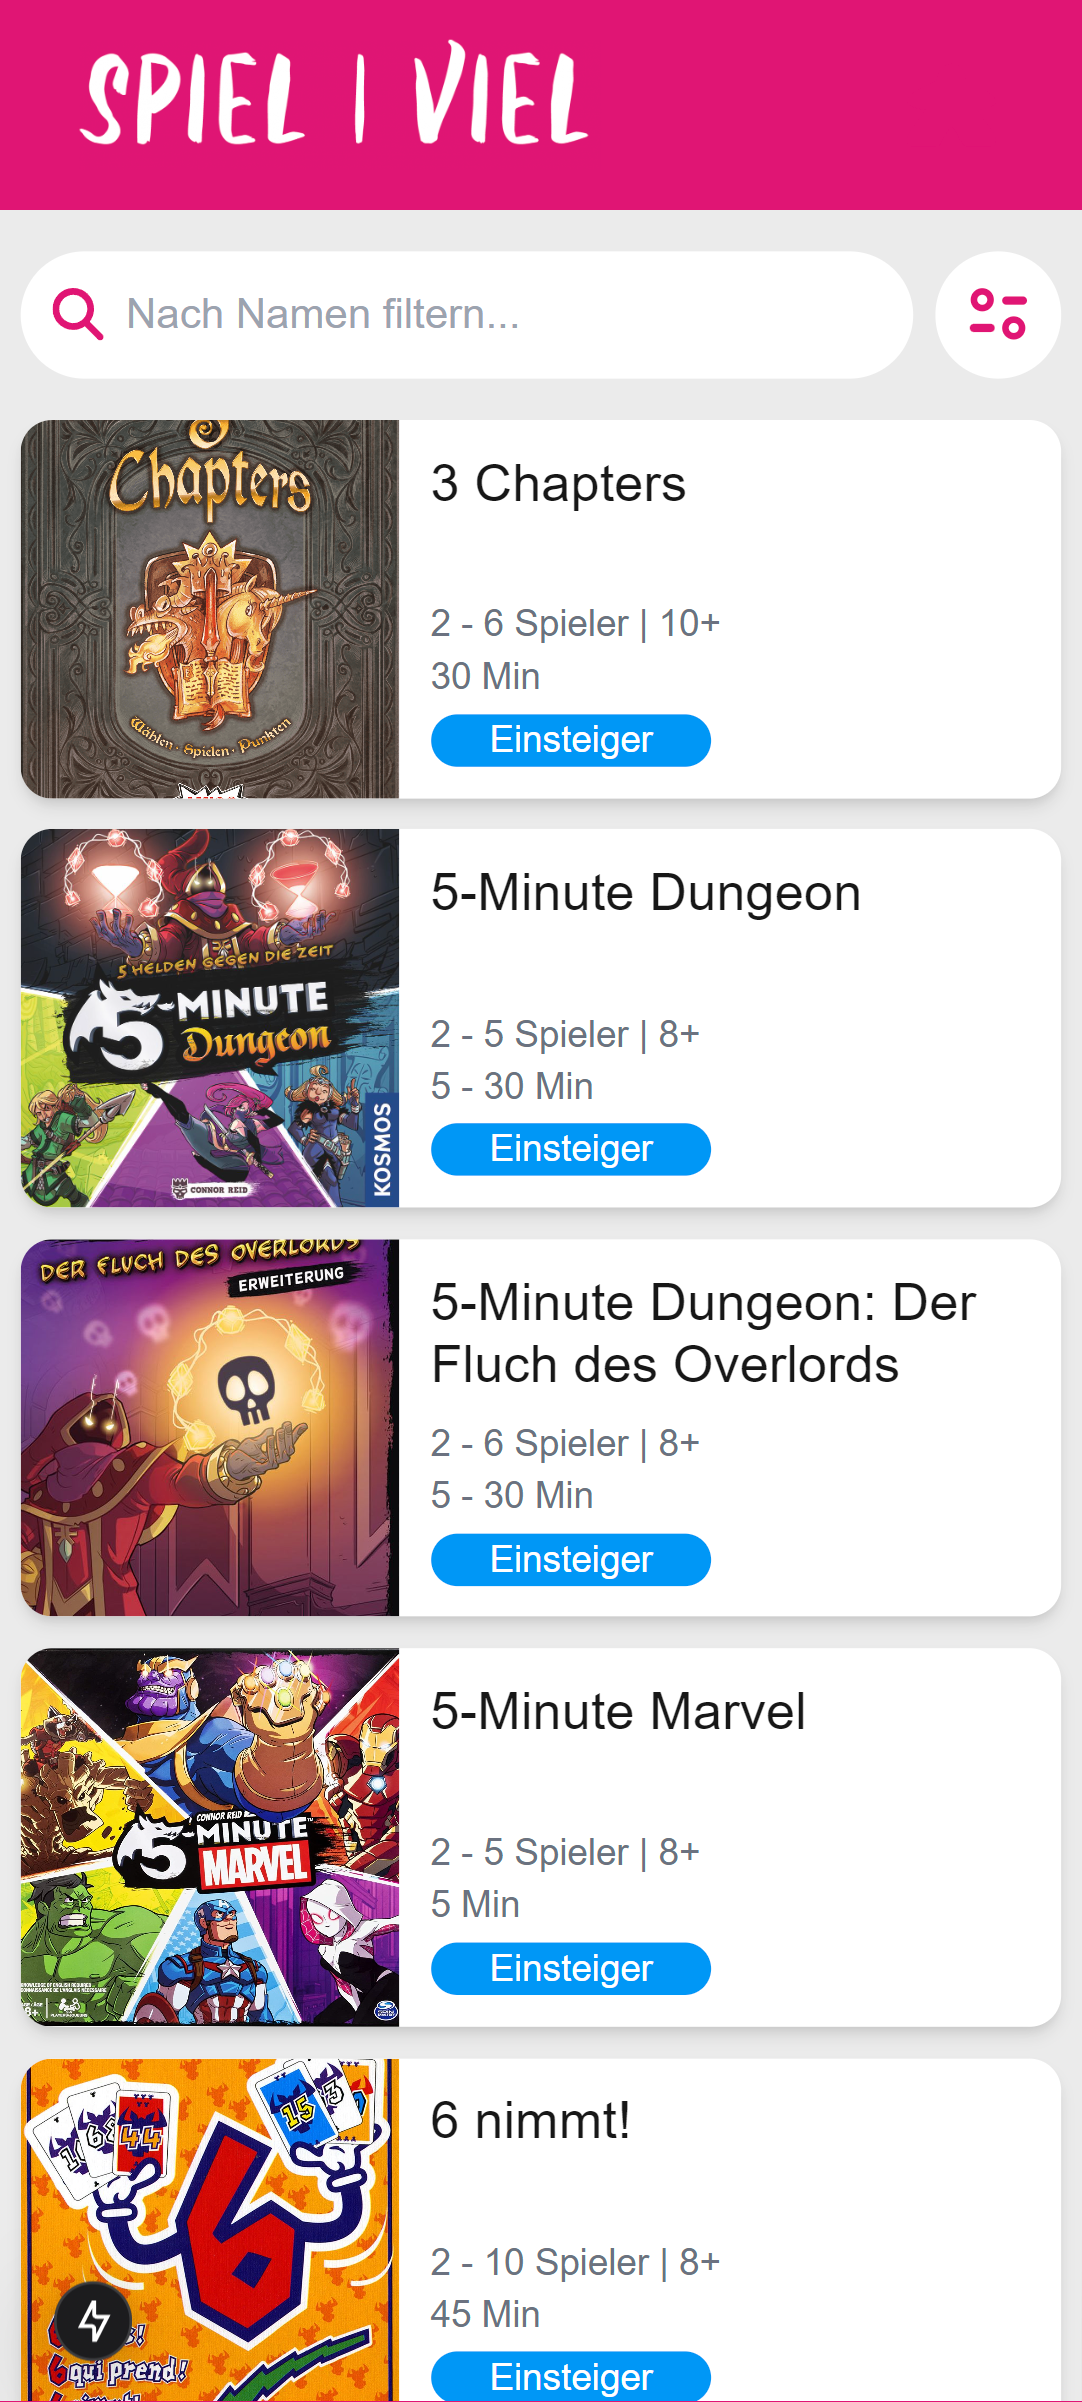 SPIEL | VIEL
Nach Namen filtern...
Chapters
Wählen · Spielen · Punkten
3 Chapters
2 - 6 Spieler | 10+
30 Min
Einsteiger
5 HELDEN GEGEN DIE ZEIT
5-MINUTE
Dungeon
CONNOR REID
KOSMOS
5-Minute Dungeon
2 - 5 Spieler | 8+
5 - 30 Min
Einsteiger
DER FLUCH DES OVERLORDS
ERWEITERUNG
5-Minute Dungeon: Der
Fluch des Overlords
2 - 6 Spieler | 8+
5 - 30 Min
Einsteiger
CONNOR REID
5-MINUTE
MARVEL
5-Minute Marvel
2 - 5 Spieler | 8+
5 Min
Einsteiger
44
15
3
6
6 qui prend!
6 nimmt!
2 - 10 Spieler | 8+
45 Min
Einsteiger